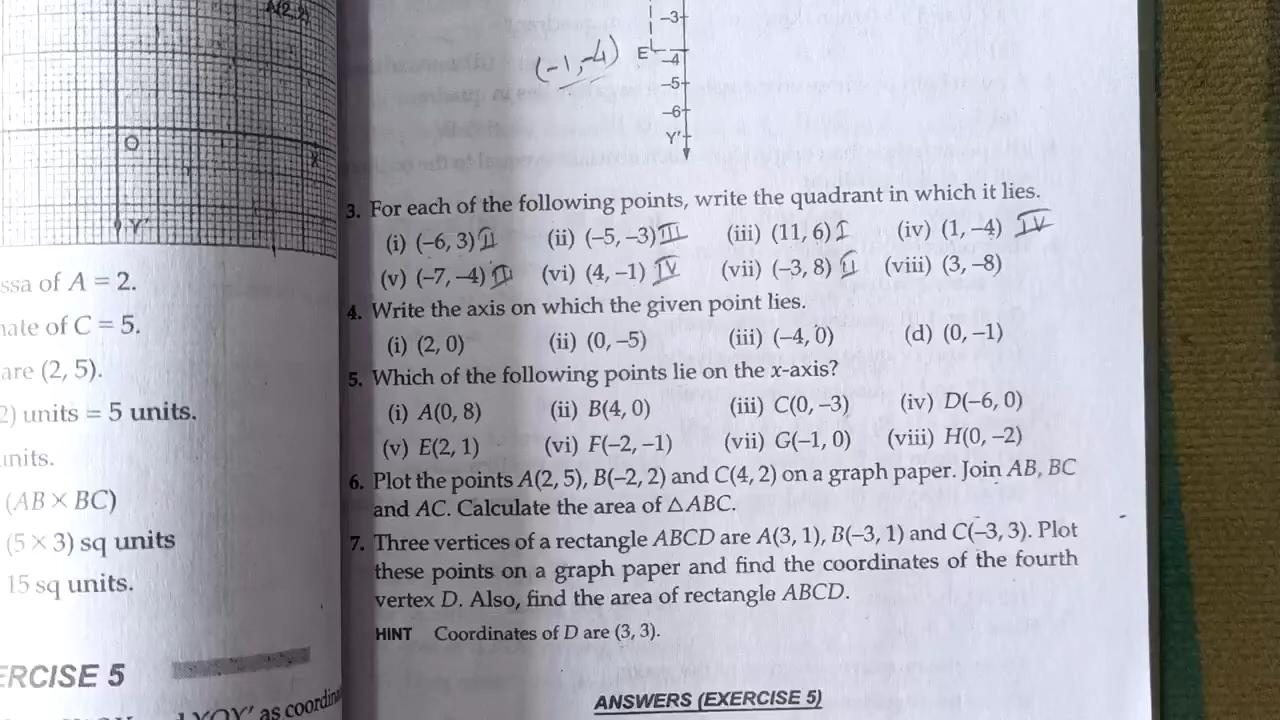 A(2,2)
O
X
Y'
ssa of A = 2.
nate of C = 5.
are (2, 5).
2) units = 5 units.
units.
(AB × BC)
(5 × 3) sq units
15 sq units.
ERCISE 5
YOY' as coordina
–3
(-1,-4) E –4
–5
–6
Y'
3. For each of the following points, write the quadrant in which it lies.
(i) (–6, 3) II (ii) (–5, –3) III (iii) (11, 6) I (iv) (1, –4) IV
(v) (–7, –4) III (vi) (4, –1) IV (vii) (–3, 8) II (viii) (3, –8)
4. Write the axis on which the given point lies.
(i) (2, 0) (ii) (0, –5) (iii) (–4, 0) (d) (0, –1)
5. Which of the following points lie on the x-axis?
(i) A(0, 8) (ii) B(4, 0) (iii) C(0, –3) (iv) D(–6, 0)
(v) E(2, 1) (vi) F(–2, –1) (vii) G(–1, 0) (viii) H(0, –2)
6. Plot the points A(2, 5), B(–2, 2) and C(4, 2) on a graph paper. Join AB, BC
and AC. Calculate the area of △ABC.
7. Three vertices of a rectangle ABCD are A(3, 1), B(–3, 1) and C(–3, 3). Plot
these points on a graph paper and find the coordinates of the fourth
vertex D. Also, find the area of rectangle ABCD.
HINT Coordinates of D are (3, 3).
ANSWERS (EXERCISE 5)